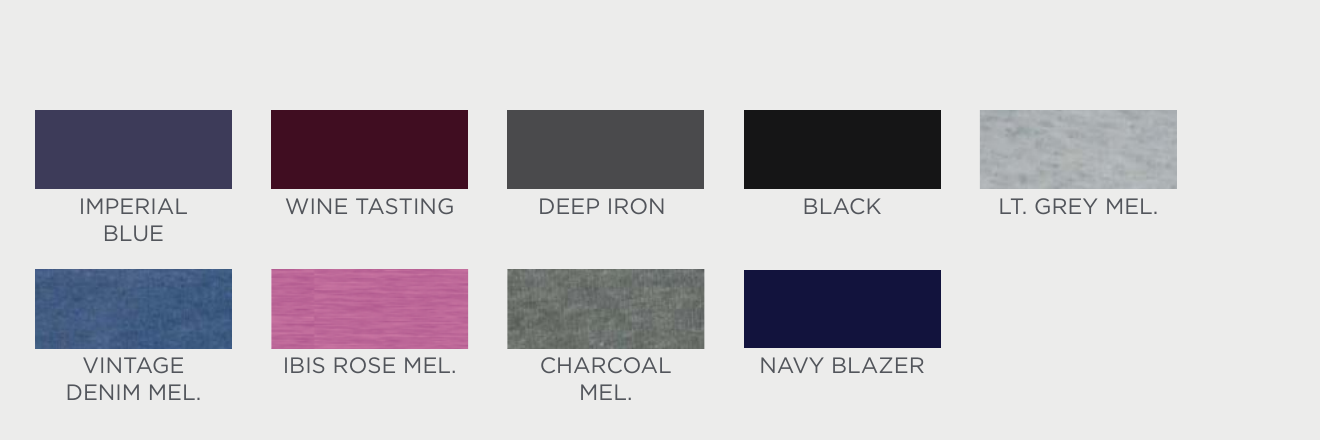 IMPERIAL
BLUE
WINE TASTING
DEEP IRON
BLACK
LT. GREY MEL.
VINTAGE
DENIM MEL.
IBIS ROSE MEL.
CHARCOAL
MEL.
NAVY BLAZER